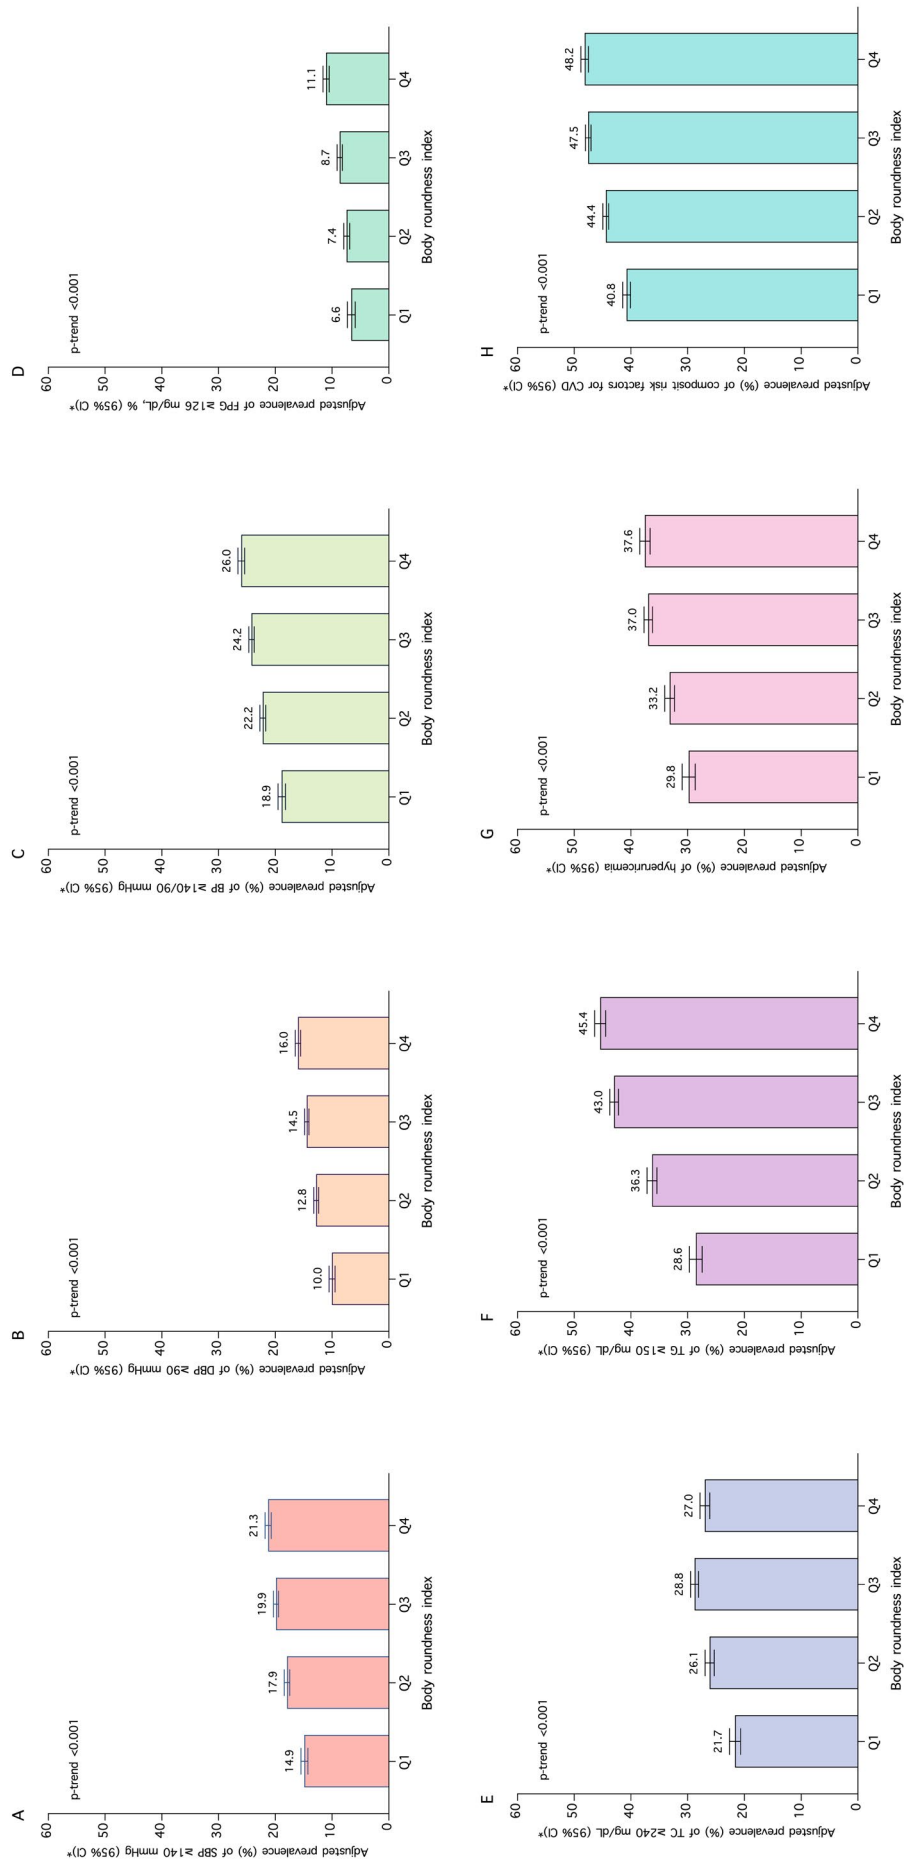 A
Adjusted prevalence (%) of SBP ≥140 mmHg (95% CI*)
60
50
40
30
20
10
0
p-trend <0.001
14.9
17.9
19.9
21.3
Q1 Q2 Q3 Q4
Body roundness index
B
Adjusted prevalence (%) of DBP ≥90 mmHg (95% CI*)
60
50
40
30
20
10
0
p-trend <0.001
10.0
12.8
14.5
16.0
Q1 Q2 Q3 Q4
Body roundness index
C
Adjusted prevalence (%) of BP ≥140/90 mmHg (95% CI*)
60
50
40
30
20
10
0
p-trend <0.001
18.9
22.2
24.2
26.0
Q1 Q2 Q3 Q4
Body roundness index
D
Adjusted prevalence of FPG ≥126 mg/dL, % (95% CI*)
60
50
40
30
20
10
0
p-trend <0.001
6.6
7.4
8.7
11.1
Q1 Q2 Q3 Q4
Body roundness index
E
Adjusted prevalence (%) of TC ≥240 mg/dL (95% CI*)
60
50
40
30
20
10
0
p-trend <0.001
21.7
26.1
28.8
27.0
Q1 Q2 Q3 Q4
Body roundness index
F
Adjusted prevalence (%) of TG ≥150 mg/dL (95% CI*)
60
50
40
30
20
10
0
p-trend <0.001
28.6
36.3
43.0
45.4
Q1 Q2 Q3 Q4
Body roundness index
G
Adjusted prevalence (%) of hyperuricemia (95% CI*)
60
50
40
30
20
10
0
p-trend <0.001
29.8
33.2
37.0
37.6
Q1 Q2 Q3 Q4
Body roundness index
H
Adjusted prevalence (%) of composit risk factors for CVD (95% CI*)
60
50
40
30
20
10
0
p-trend <0.001
40.8
44.4
47.5
48.2
Q1 Q2 Q3 Q4
Body roundness index